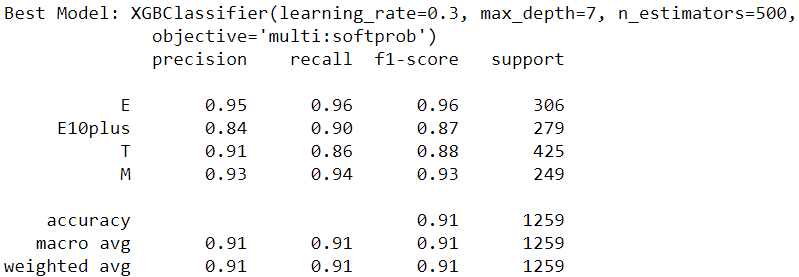 Best Model: XGBClassifier(learning_rate=0.3, max_depth=7, n_estimators=500,
objective='multi:softprob')
precision recall f1-score support
E 0.95 0.96 0.96 306
E10plus 0.84 0.90 0.87 279
T 0.91 0.86 0.88 425
M 0.93 0.94 0.93 249
accuracy 0.91 1259
macro avg 0.91 0.91 0.91 1259
weighted avg 0.91 0.91 0.91 1259